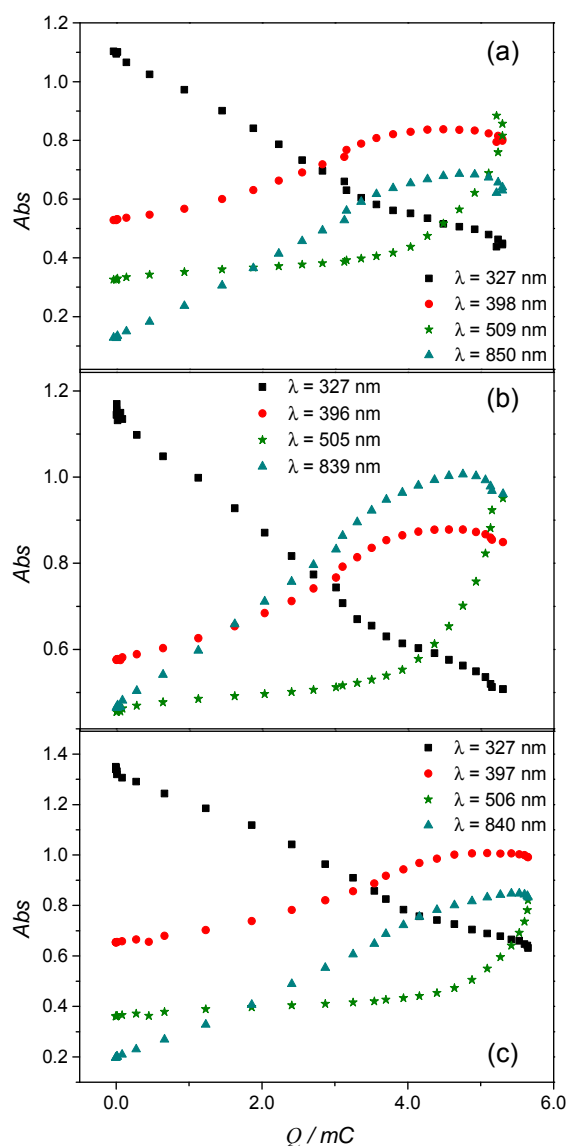 1.2
(a)
1.0
0.8
Abs
0.6
0.4
0.2
λ = 327 nm
λ = 398 nm
λ = 509 nm
λ = 850 nm
1.2
(b)
1.0
Abs
0.8
0.6
λ = 327 nm
λ = 396 nm
λ = 505 nm
λ = 839 nm
1.4
1.2
1.0
Abs
0.8
0.6
0.4
0.2
λ = 327 nm
λ = 397 nm
λ = 506 nm
λ = 840 nm
(c)
0.0 2.0 4.0 6.0
Q / mC